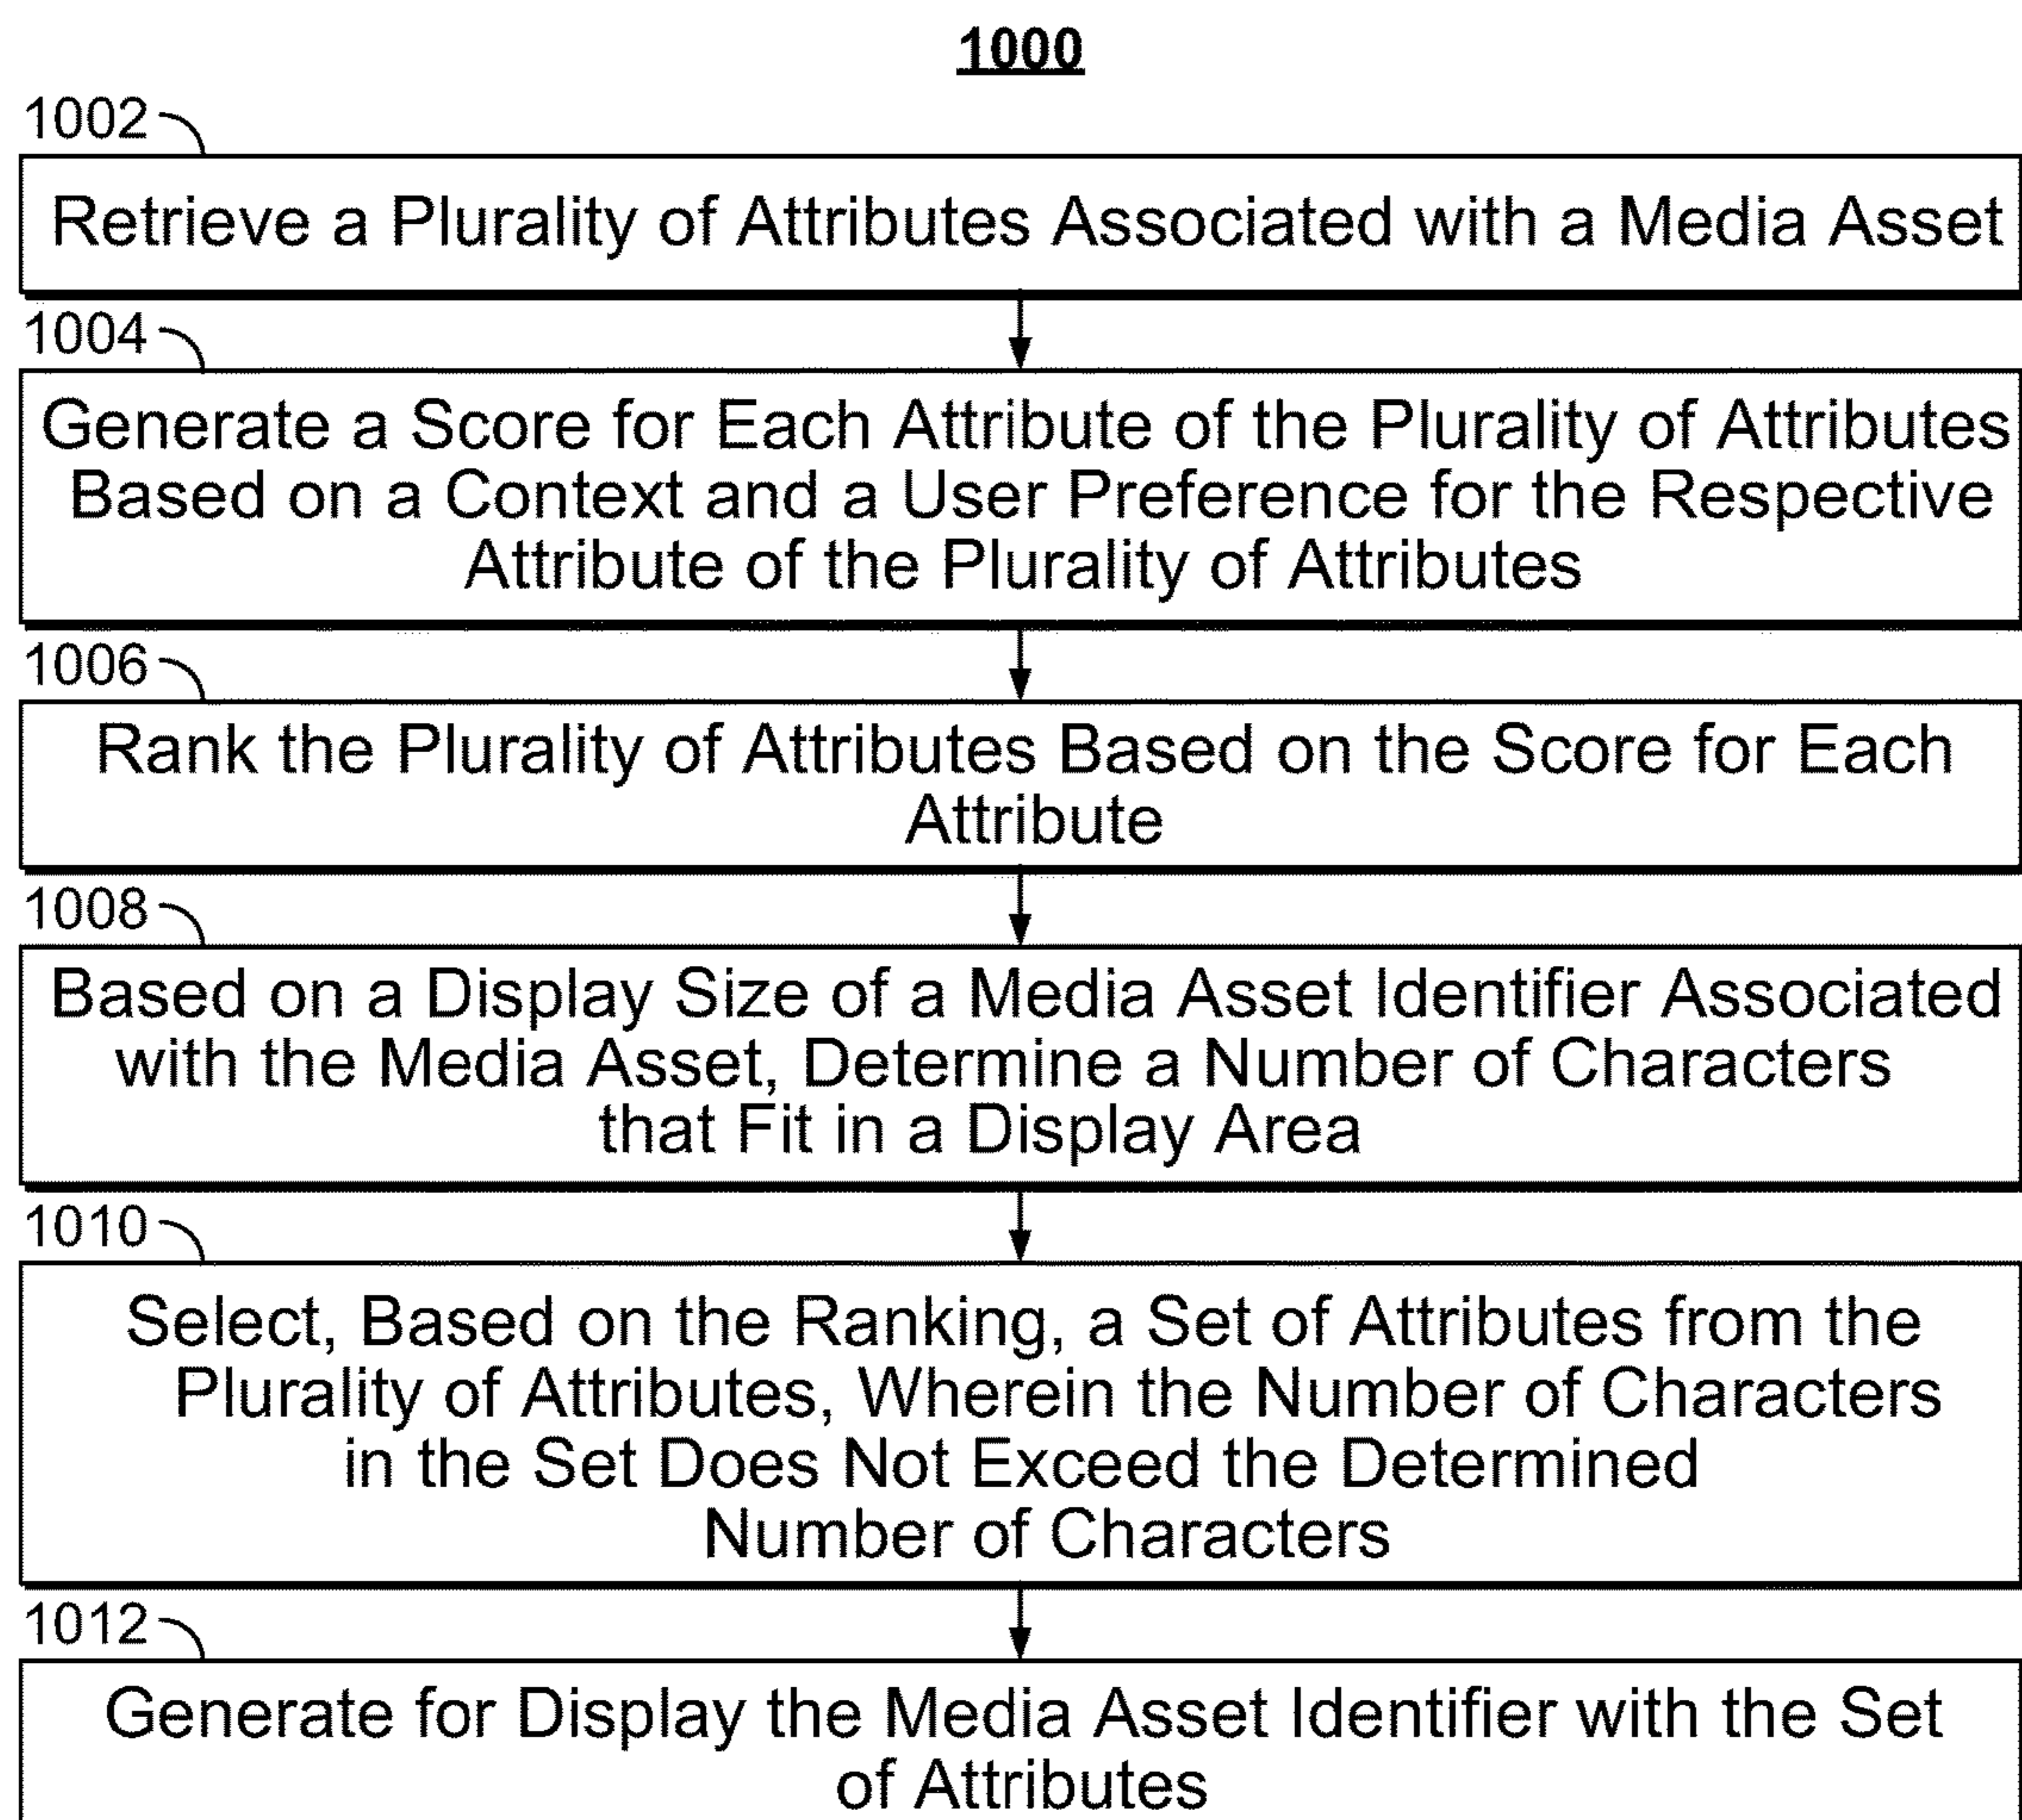 1000
1002
Retrieve a Plurality of Attributes Associated with a Media Asset
1004
Generate a Score for Each Attribute of the Plurality of Attributes
Based on a Context and a User Preference for the Respective
Attribute of the Plurality of Attributes
1006
Rank the Plurality of Attributes Based on the Score for Each
Attribute
1008
Based on a Display Size of a Media Asset Identifier Associated
with the Media Asset, Determine a Number of Characters
that Fit in a Display Area
1010
Select, Based on the Ranking, a Set of Attributes from the
Plurality of Attributes, Wherein the Number of Characters
in the Set Does Not Exceed the Determined
Number of Characters
1012
Generate for Display the Media Asset Identifier with the Set
of Attributes